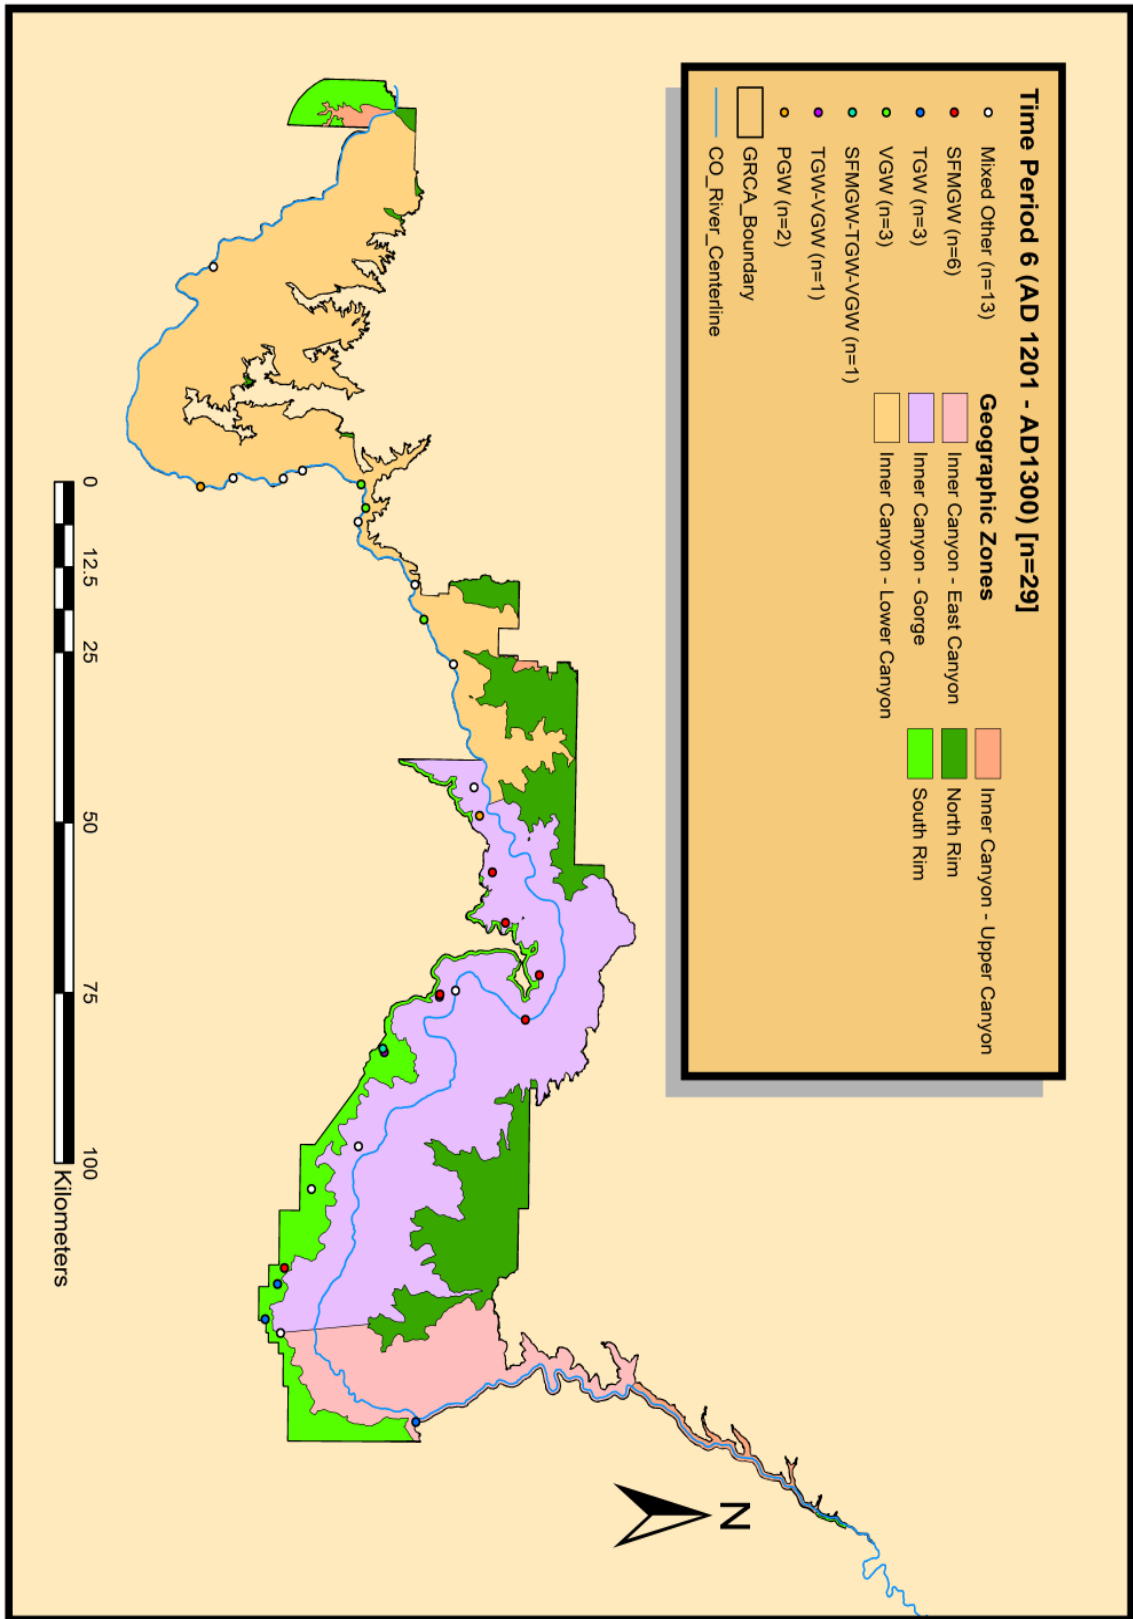 Time Period 6 (AD 1201 - AD1300) [n=29]
Mixed Other (n=13)
SFMGW (n=6)
TGW (n=3)
VGW (n=3)
SFMGW-TGW-VGW (n=1)
TGW-VGW (n=1)
PGW (n=2)
GRCA_Boundary
CO_River_Centerline
Geographic Zones
Inner Canyon - East Canyon
Inner Canyon - Gorge
Inner Canyon - Lower Canyon
Inner Canyon - Upper Canyon
North Rim
South Rim
N
0 12.5 25 50 75 100
Kilometers